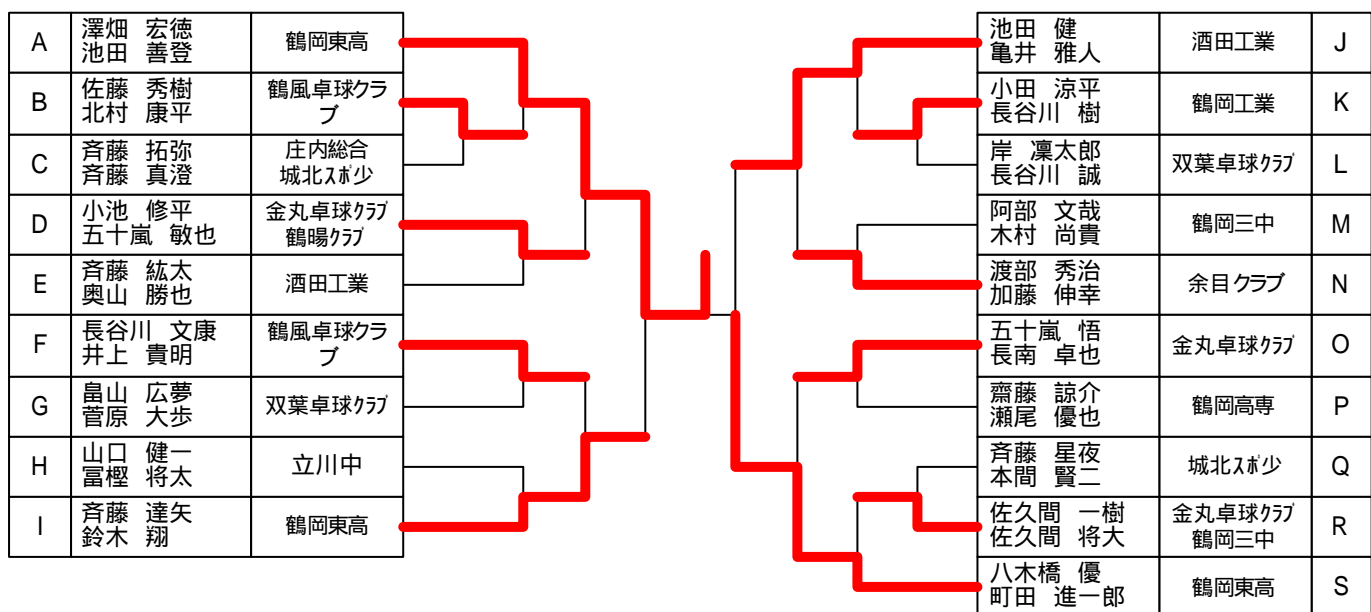 A
澤畑 宏徳
池田 善登
鶴岡東高
B
佐藤 秀樹
北村 康平
鶴風卓球クラ
ブ
C
斉藤 拓弥
斉藤 真澄
庄内総合
城北ｽﾎﾟ少
D
小池 修平
五十嵐 敏也
金丸卓球ｸﾗﾌﾞ
鶴暘ｸﾗﾌﾞ
E
斉藤 紘太
奥山 勝也
酒田工業
F
長谷川 文康
井上 貴明
鶴風卓球クラ
ブ
G
畠山 広夢
菅原 大歩
双葉卓球ｸﾗﾌﾞ
H
山口 健一
冨樫 将太
立川中
I
斉藤 達矢
鈴木 翔
鶴岡東高
池田 健
亀井 雅人
酒田工業
J
小田 涼平
長谷川 樹
鶴岡工業
K
岸 凜太郎
長谷川 誠
双葉卓球ｸﾗﾌﾞ
L
阿部 文哉
木村 尚貴
鶴岡三中
M
渡部 秀治
加藤 伸幸
余目クラブ
N
五十嵐 悟
長南 卓也
金丸卓球ｸﾗﾌﾞ
O
齋藤 諒介
瀬尾 優也
鶴岡高専
P
斉藤 星夜
本間 賢二
城北ｽﾎﾟ少
Q
佐久間 一樹
佐久間 将大
金丸卓球ｸﾗﾌﾞ
鶴岡三中
R
八木橋 優
町田 進一郎
鶴岡東高
S